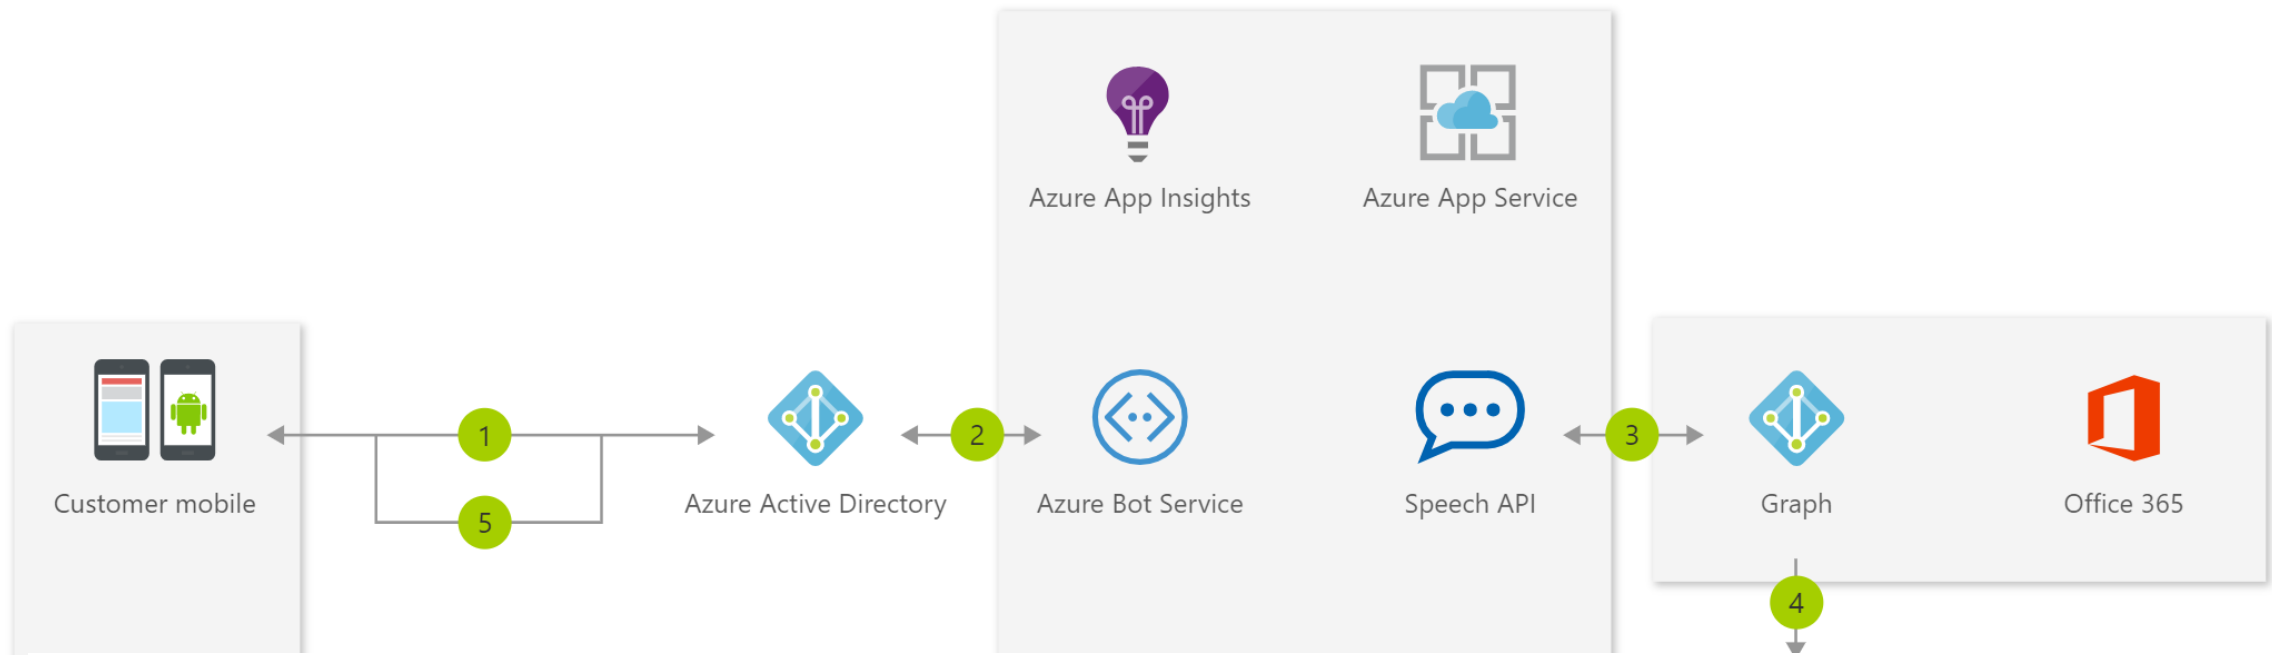 Azure App Insights
Azure App Service
1
2
3
Customer mobile
5
Azure Active Directory
Azure Bot Service
Speech API
Graph
Office 365
4